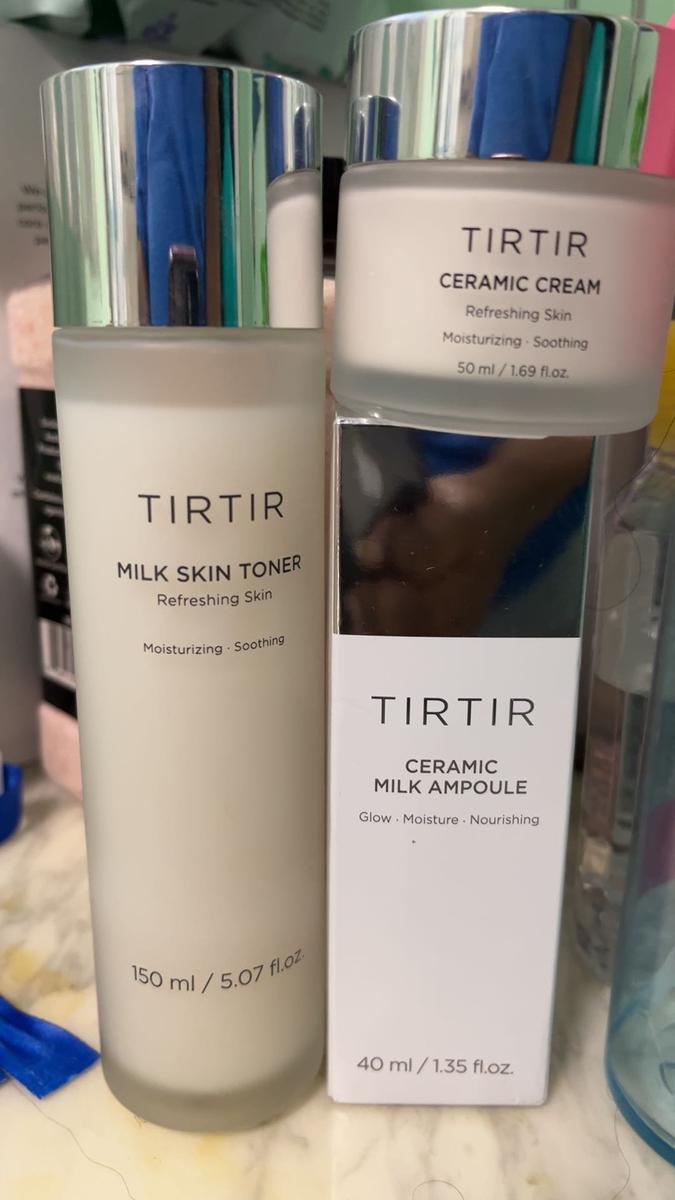 TIRTIR
MILK SKIN TONER
Refreshing Skin
Moisturizing · Soothing
150 ml / 5.07 fl.oz.
TIRTIR
CERAMIC CREAM
Refreshing Skin
Moisturizing · Soothing
50 ml / 1.69 fl.oz.
TIRTIR
CERAMIC
MILK AMPOULE
Glow · Moisture · Nourishing
40 ml / 1.35 fl.oz.